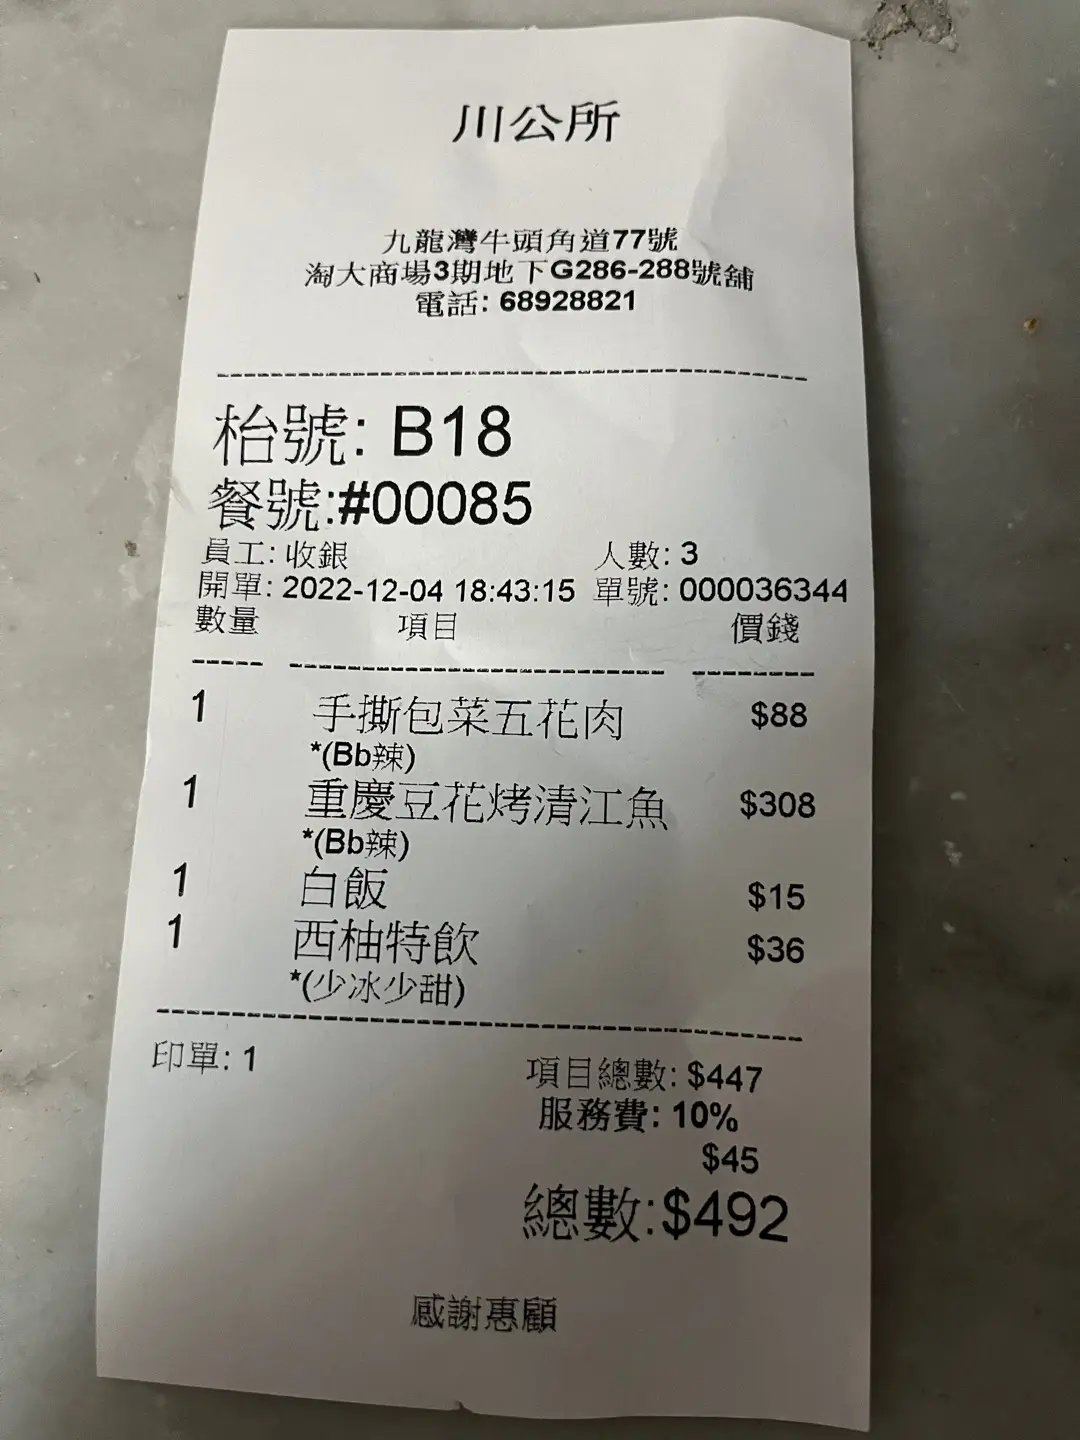 川公所
九龍灣牛頭角道77號
淘大商場3期地下G286-288號舖
電話: 68928821
枱號: B18
餐號:#00085
員工: 收銀 人數: 3
開單: 2022-12-04 18:43:15 單號: 000036344
數量 項目 價錢
1 手撕包菜五花肉 $88
*(Bb辣)
1 重慶豆花烤清江魚 $308
*(Bb辣)
1 白飯 $15
1 西柚特飲 $36
*(少冰少甜)
印單: 1 項目總數: $447
服務費: 10%
$45
總數:$492
感謝惠顧